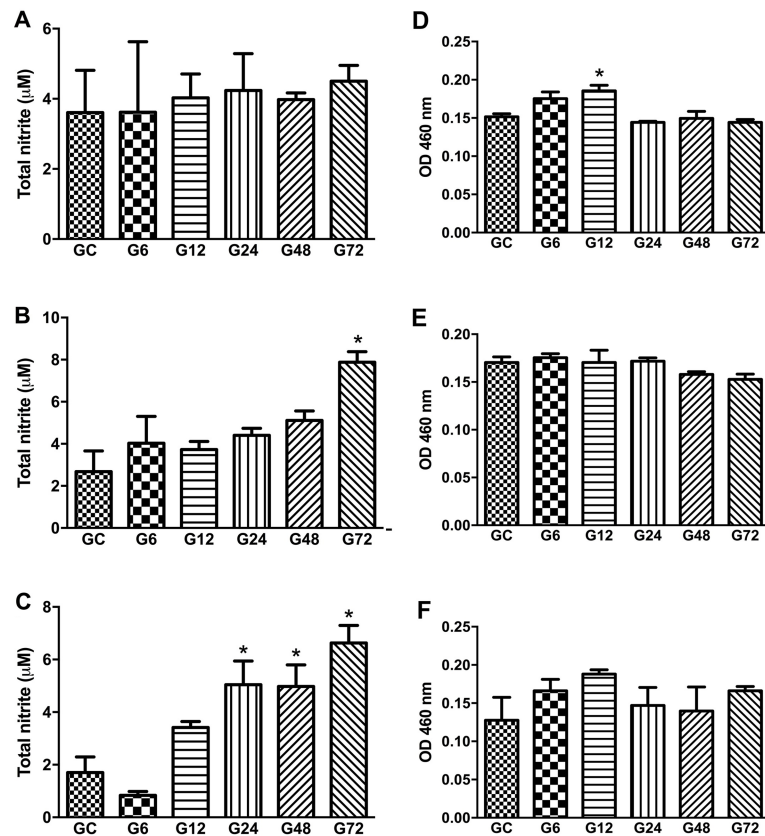 A
Total nitrite (µM)
6
4
2
0
GC G6 G12 G24 G48 G72
B
Total nitrite (µM)
10
8
6
4
2
0
*
GC G6 G12 G24 G48 G72
C
Total nitrite (µM)
8
6
4
2
0
* * *
GC G6 G12 G24 G48 G72
D
OD 460 nm
0.25
0.20
0.15
0.10
0.05
0.00
*
GC G6 G12 G24 G48 G72
E
OD 460 nm
0.20
0.15
0.10
0.05
0.00
GC G6 G12 G24 G48 G72
F
OD 460 nm
0.25
0.20
0.15
0.10
0.05
0.00
GC G6 G12 G24 G48 G72